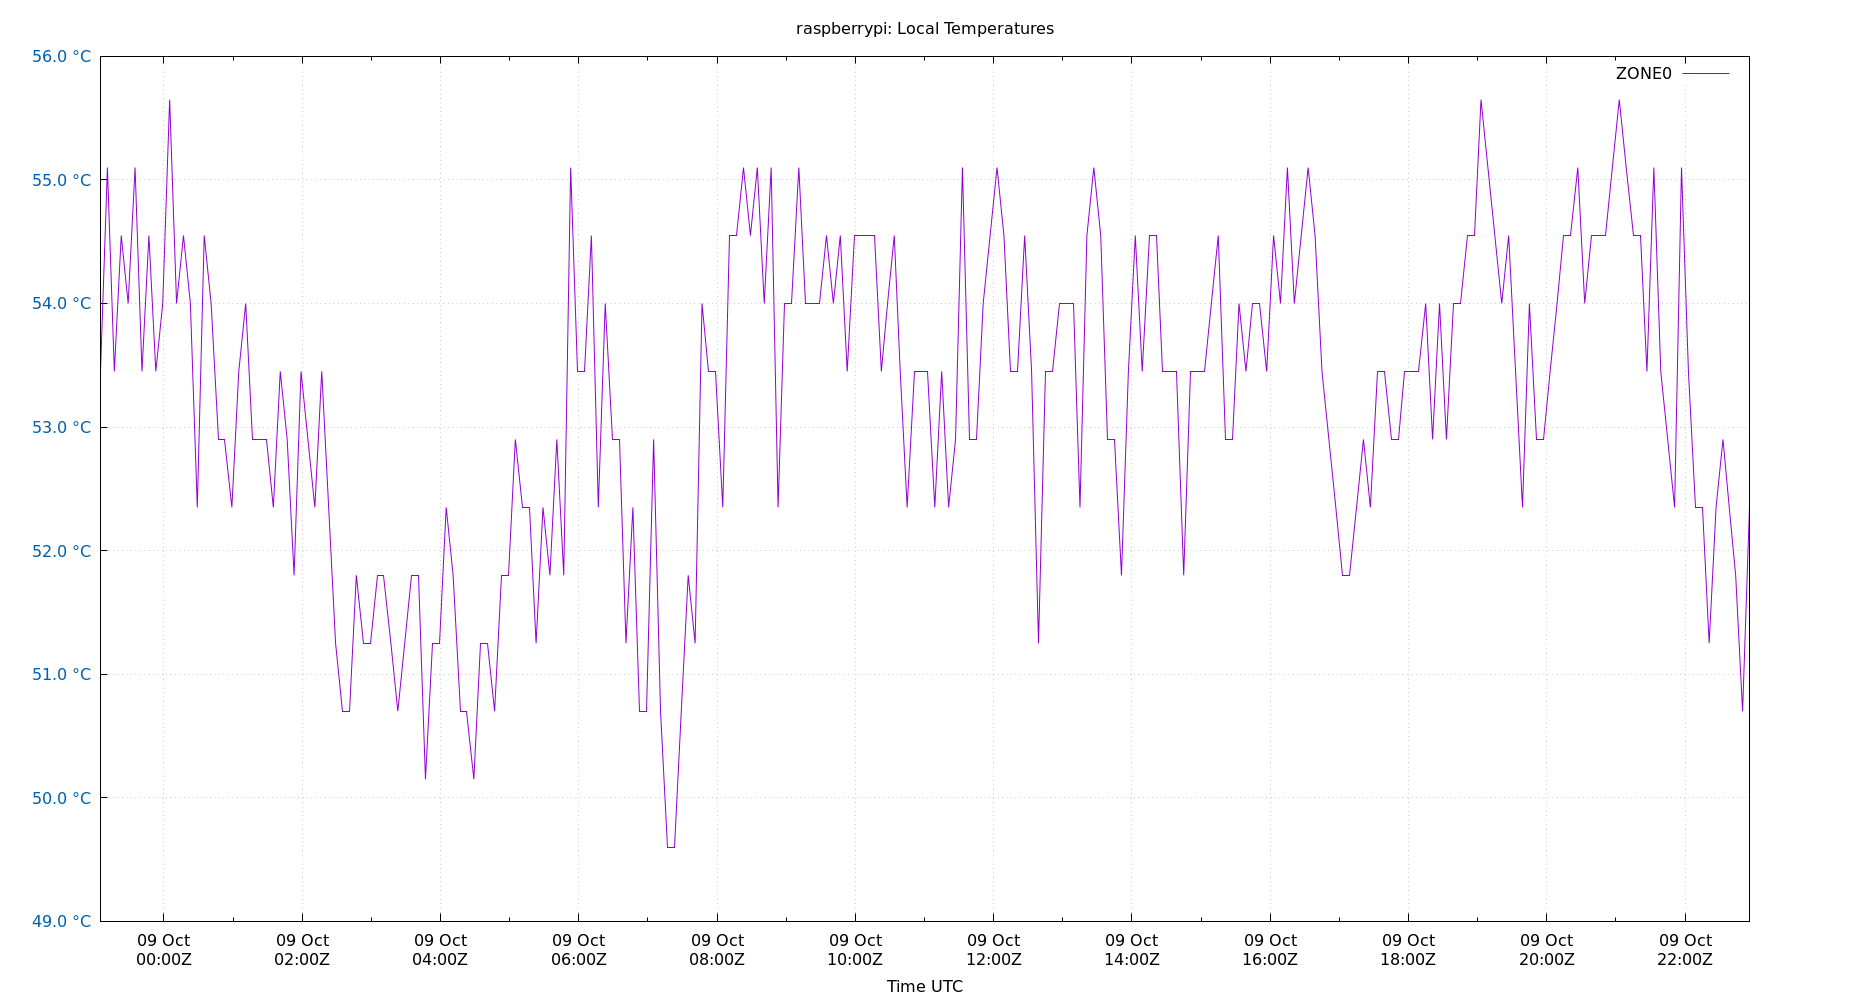 raspberrypi: Local Temperatures
56.0 °C
ZONE0
55.0 °C
54.0 °C
53.0 °C
52.0 °C
51.0 °C
50.0 °C
49.0 °C
09 Oct 09 Oct 09 Oct 09 Oct 09 Oct 09 Oct 09 Oct 09 Oct 09 Oct 09 Oct 09 Oct 09 Oct
00:00Z 02:00Z 04:00Z 06:00Z 08:00Z 10:00Z 12:00Z 14:00Z 16:00Z 18:00Z 20:00Z 22:00Z
Time UTC